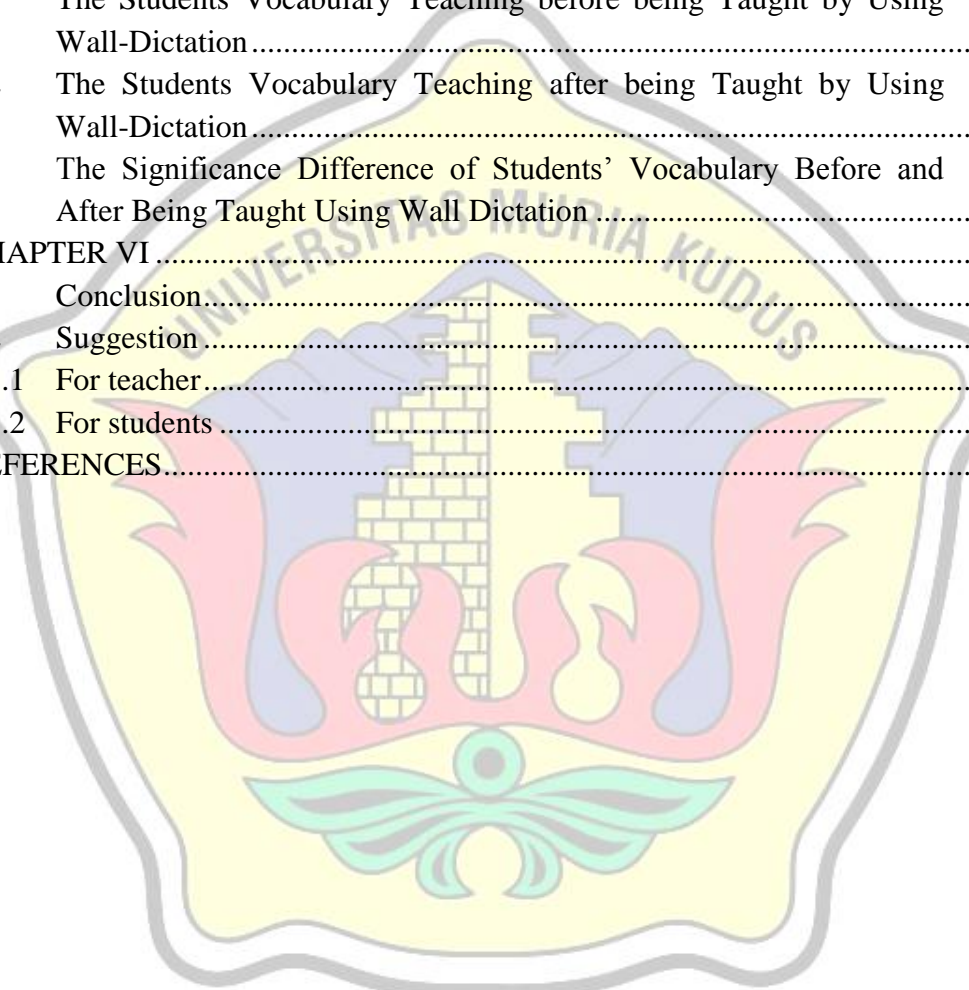 The Students Vocabulary Teaching before being Taught by Using
Wall-Dictation
The Students Vocabulary Teaching after being Taught by Using
Wall-Dictation
The Significance Difference of Students’ Vocabulary Before and
After Being Taught Using Wall Dictation
HAPTER VI
Conclusion
Suggestion
.1 For teacher
.2 For students
EFERENCES
UNIVERSITAS MURIA KUDUS